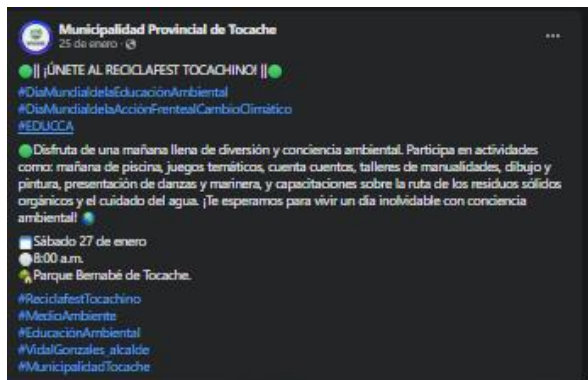 Municipalidad Provincial de Tocache
25 de enero ·
|| ¡ÚNETE AL RECICLAFEST TOCACHINO! ||
#DiaMundialdelaEducaciónAmbiental
#DiaMundialdelaAcciónFrentealCambioClimático
#EDUCCA
Disfruta de una mañana llena de diversión y conciencia ambiental. Participa en actividades
como: mañana de piscina, juegos temáticos, cuenta cuentos, talleres de manualidades, dibujo y
pintura, presentación de danzas y marinera, y capacitaciones sobre la ruta de los residuos sólidos
orgánicos y el cuidado del agua. ¡Te esperamos para vivir un día inolvidable con conciencia
ambiental!
Sábado 27 de enero
8:00 a.m.
Parque Bernabé de Tocache.
#ReciclafestTocachino
#MedioAmbiente
#EducaciónAmbiental
#VidalGonzales_alcalde
#MunicipalidadTocache